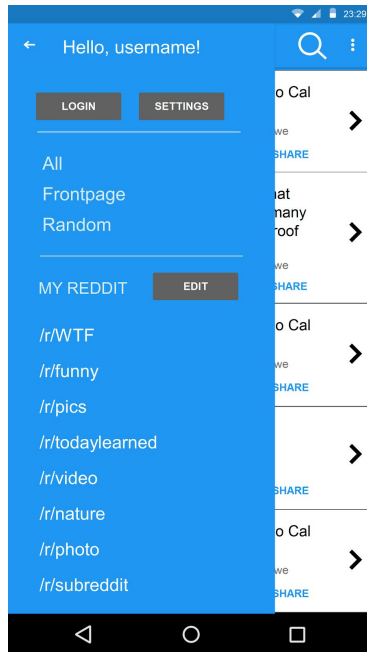 23:29
Hello, username!
LOGIN SETTINGS
All
Frontpage
Random
MY REDDIT EDIT
/r/WTF
/r/funny
/r/pics
/r/todaylearned
/r/video
/r/nature
/r/photo
/r/subreddit
o Cal
we
SHARE
many
roof
we
SHARE
o Cal
we
SHARE
SHARE
o Cal
we
SHARE